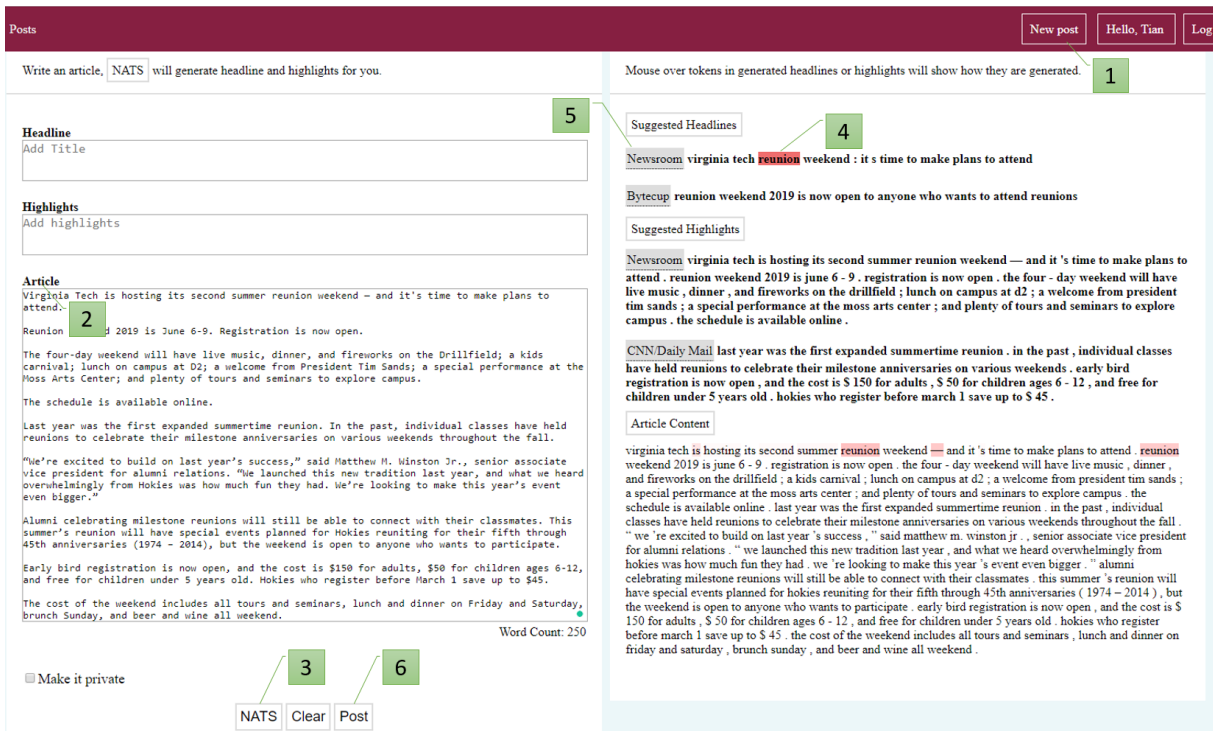 Posts
New post
Hello, Tian
Log
1
Write an article, NATS will generate headline and highlights for you.
Headline
Add Title
Highlights
Add highlights
Article
Virginia Tech is hosting its second summer reunion weekend — and it's time to make plans to
attend.
2
Reunion d 2019 is June 6-9. Registration is now open.
The four-day weekend will have live music, dinner, and fireworks on the Drillfield; a kids
carnival; lunch on campus at D2; a welcome from President Tim Sands; a special performance at the
Moss Arts Center; and plenty of tours and seminars to explore campus.
The schedule is available online.
Last year was the first expanded summertime reunion. In the past, individual classes have held
reunions to celebrate their milestone anniversaries on various weekends throughout the fall.
“We’re excited to build on last year’s success,” said Matthew M. Winston Jr., senior associate
vice president for alumni relations. “We launched this new tradition last year, and what we heard
overwhelmingly from Hokies was how much fun they had. We’re looking to make this year’s event
even bigger.”
Alumni celebrating milestone reunions will still be able to connect with their classmates. This
summer’s reunion will have special events planned for Hokies reuniting for their fifth through
45th anniversaries (1974 – 2014), but the weekend is open to anyone who wants to participate.
Early bird registration is now open, and the cost is $150 for adults, $50 for children ages 6-12,
and free for children under 5 years old. Hokies who register before March 1 save up to $45.
The cost of the weekend includes all tours and seminars, lunch and dinner on Friday and Saturday,
brunch Sunday, and beer and wine all weekend.
Word Count: 250
Make it private
3
6
NATS
Clear
Post
Mouse over tokens in generated headlines or highlights will show how they are generated.
5
4
Suggested Headlines
Newsroom virginia tech reunion weekend : it s time to make plans to attend
Bytecup reunion weekend 2019 is now open to anyone who wants to attend reunions
Suggested Highlights
Newsroom virginia tech is hosting its second summer reunion weekend — and it 's time to make plans to
attend . reunion weekend 2019 is june 6 - 9 . registration is now open . the four - day weekend will have
live music , dinner , and fireworks on the drillfield ; lunch on campus at d2 ; a welcome from president
tim sands ; a special performance at the moss arts center ; and plenty of tours and seminars to explore
campus . the schedule is available online .
CNN/Daily Mail last year was the first expanded summertime reunion . in the past , individual classes
have held reunions to celebrate their milestone anniversaries on various weekends . early bird
registration is now open , and the cost is $ 150 for adults , $ 50 for children ages 6 - 12 , and free for
children under 5 years old . hokies who register before march 1 save up to $ 45 .
Article Content
virginia tech is hosting its second summer reunion weekend — and it 's time to make plans to attend . reunion
weekend 2019 is june 6 - 9 . registration is now open . the four - day weekend will have live music , dinner ,
and fireworks on the drillfield ; a kids carnival ; lunch on campus at d2 ; a welcome from president tim sands ;
a special performance at the moss arts center ; and plenty of tours and seminars to explore campus . the
schedule is available online . last year was the first expanded summertime reunion . in the past , individual
classes have held reunions to celebrate their milestone anniversaries on various weekends throughout the fall .
“ we ’re excited to build on last year ’s success , ” said matthew m. winston jr . , senior associate vice president
for alumni relations . “ we launched this new tradition last year , and what we heard overwhelmingly from
hokies was how much fun they had . we ’re looking to make this year ’s event even bigger . ” alumni
celebrating milestone reunions will still be able to connect with their classmates . this summer ’s reunion will
have special events planned for hokies reuniting for their fifth through 45th anniversaries ( 1974 – 2014 ) , but
the weekend is open to anyone who wants to participate . early bird registration is now open , and the cost is $
150 for adults , $ 50 for children ages 6 - 12 , and free for children under 5 years old . hokies who register
before march 1 save up to $ 45 . the cost of the weekend includes all tours and seminars , lunch and dinner on
friday and saturday , brunch sunday , and beer and wine all weekend .